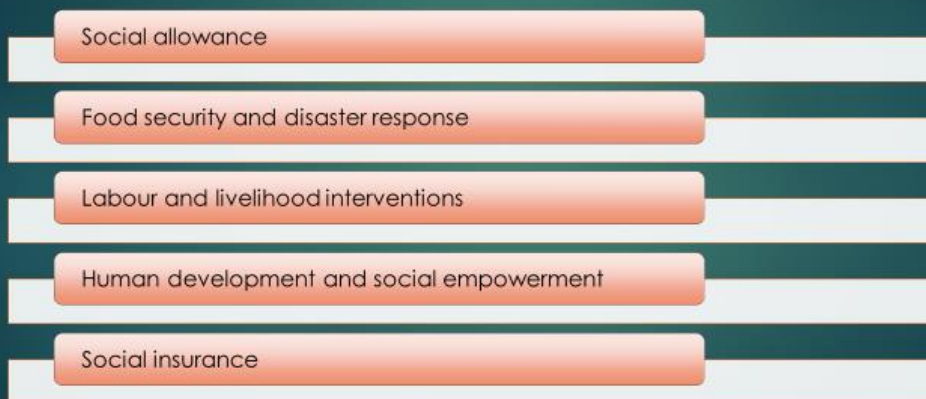 Social allowance
Food security and disaster response
Labour and livelihood interventions
Human development and social empowerment
Social insurance